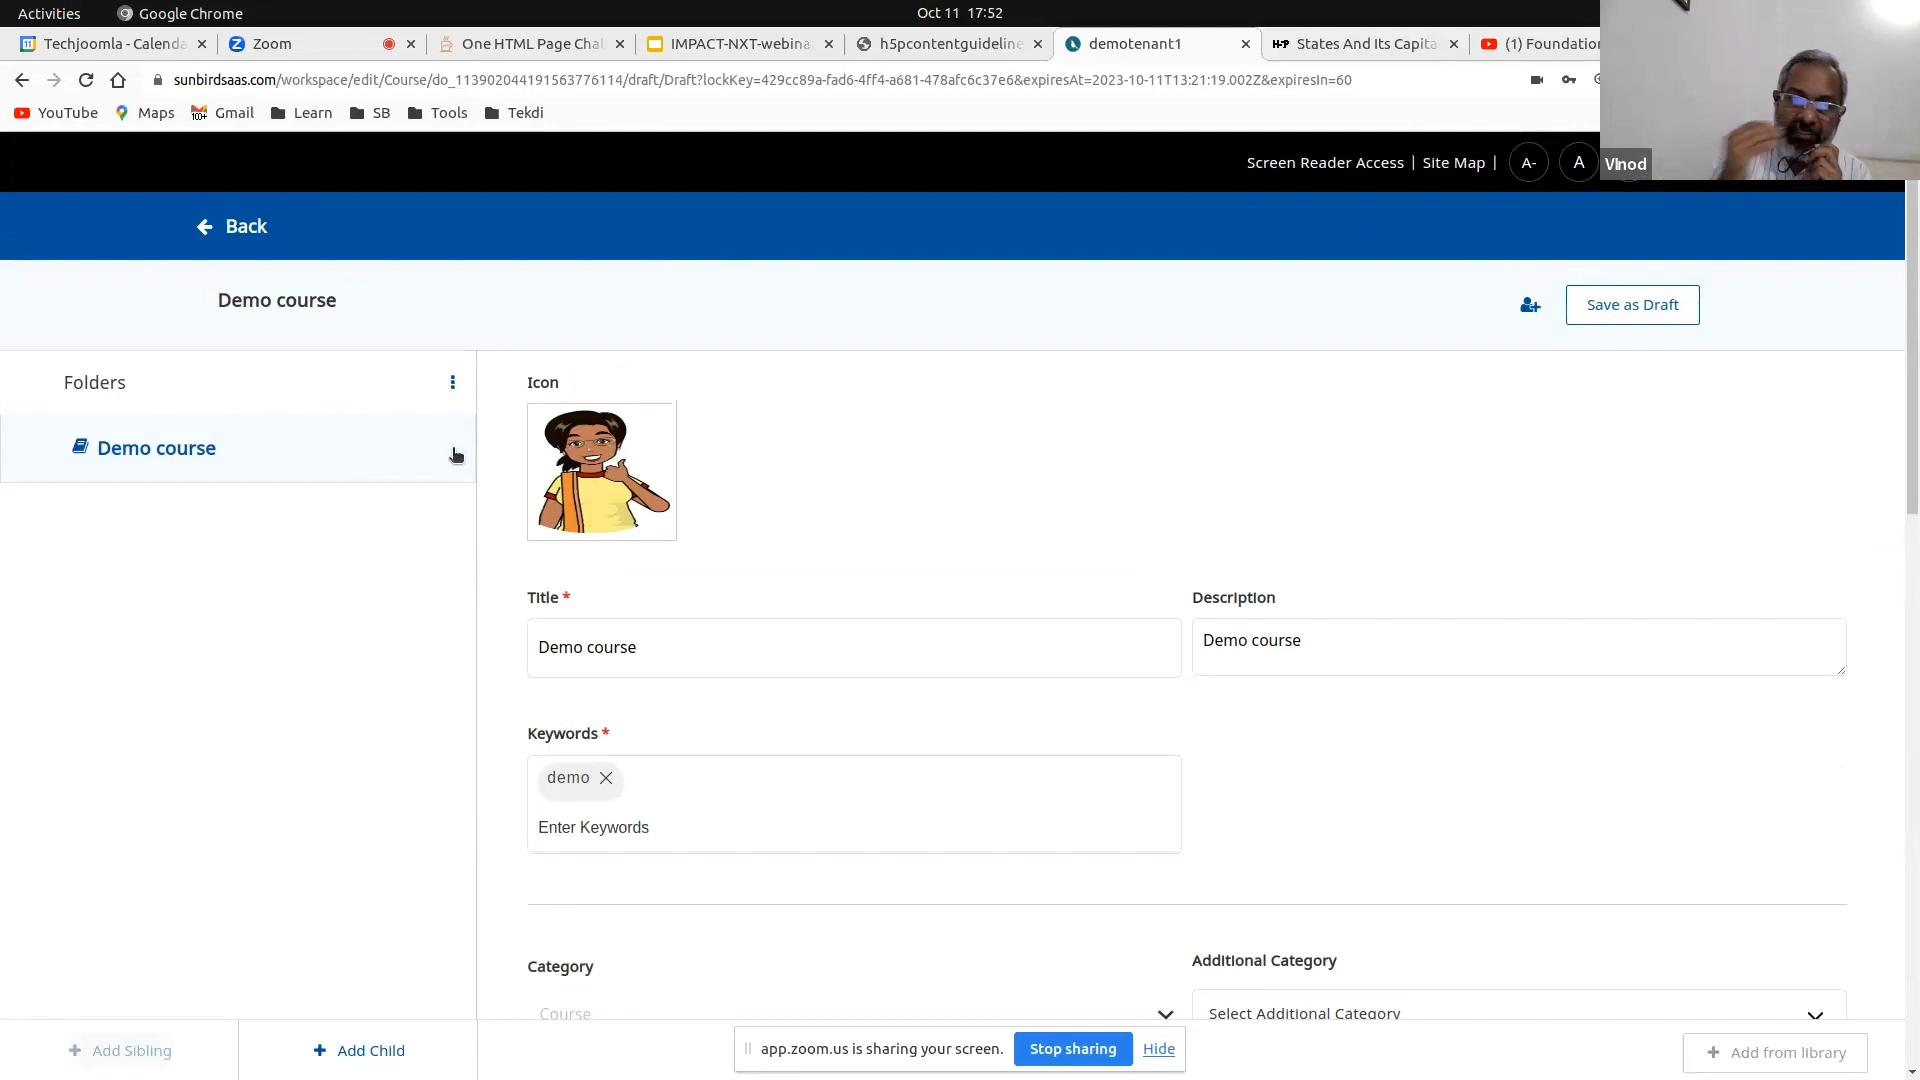 Activities
Google Chrome
Oct 11 17:52
Techjoomla - Calenda
Zoom
One HTML Page Chal
IMPACT-NXT-webina
h5pcontentguideline
demotenant1
H-P States And Its Capita
(1) Foundation
sunbirdsaas.com/workspace/edit/Course/do_113902044191563776114/draft/Draft?lockKey=429cc89a-fad6-4ff4-a681-478afc6c37e6&expiresAt=2023-10-11T13:21:19.002Z&expiresIn=60
YouTube
Maps
100+
Gmail
Learn
SB
Tools
Tekdi
Screen Reader Access | Site Map |
A-
A
VInod
Back
Demo course
Save as Draft
Folders
Demo course
Icon
Title *
Description
Demo course
Demo course
Keywords *
demo
Enter Keywords
Category
Additional Category
Course
Select Additional Category
Add Sibling
Add Child
app.zoom.us is sharing your screen.
Stop sharing
Hide
Add from library